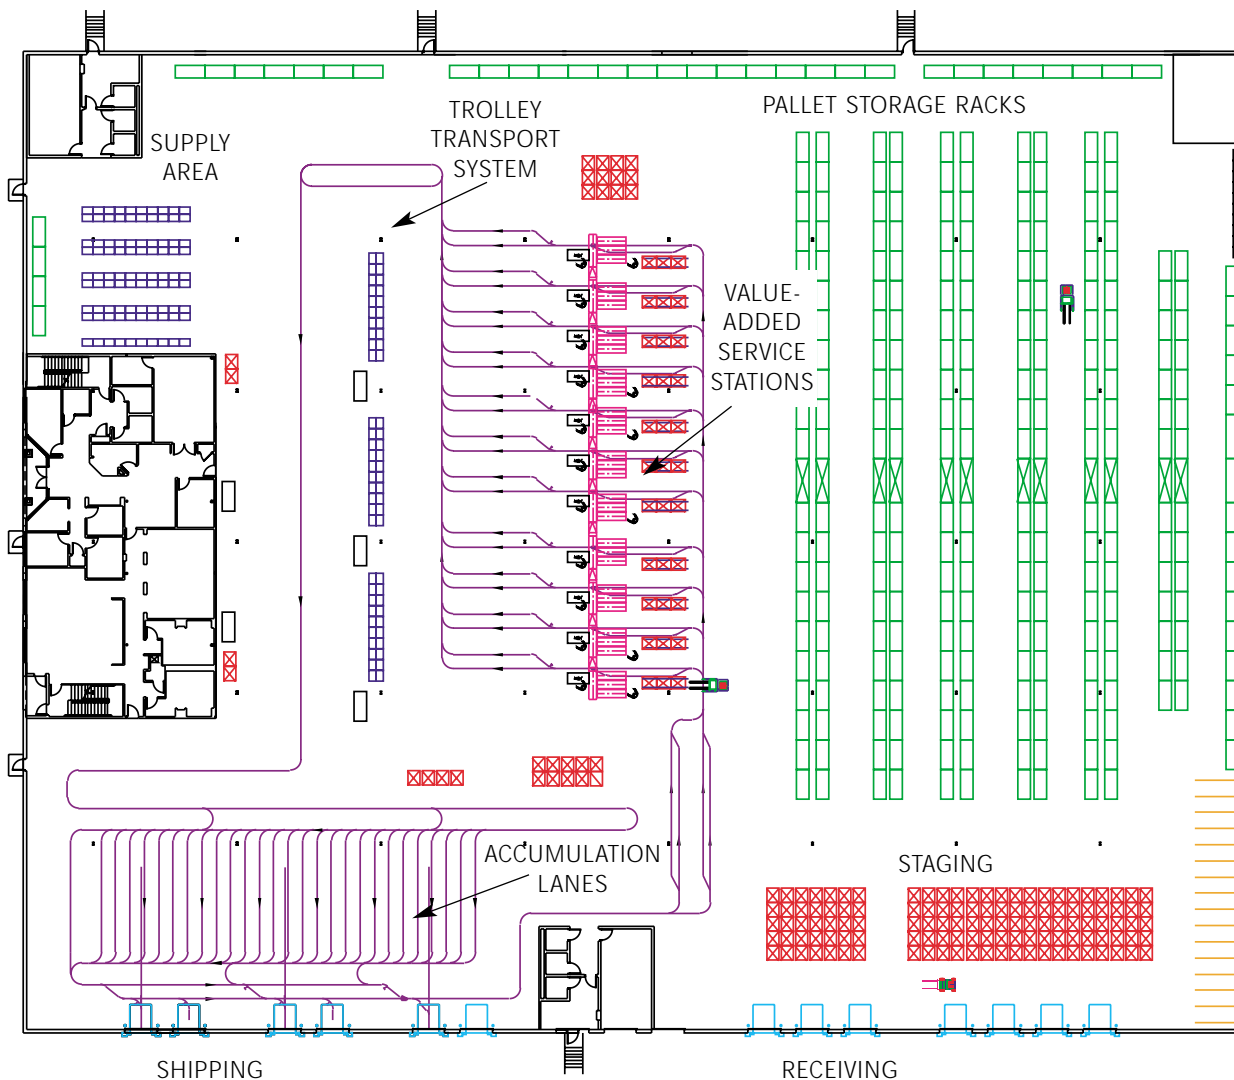 PALLET STORAGE RACKS
TROLLEY
TRANSPORT
SYSTEM
SUPPLY
AREA
VALUE-
ADDED
SERVICE
STATIONS
ACCUMULATION
LANES
STAGING
SHIPPING
RECEIVING